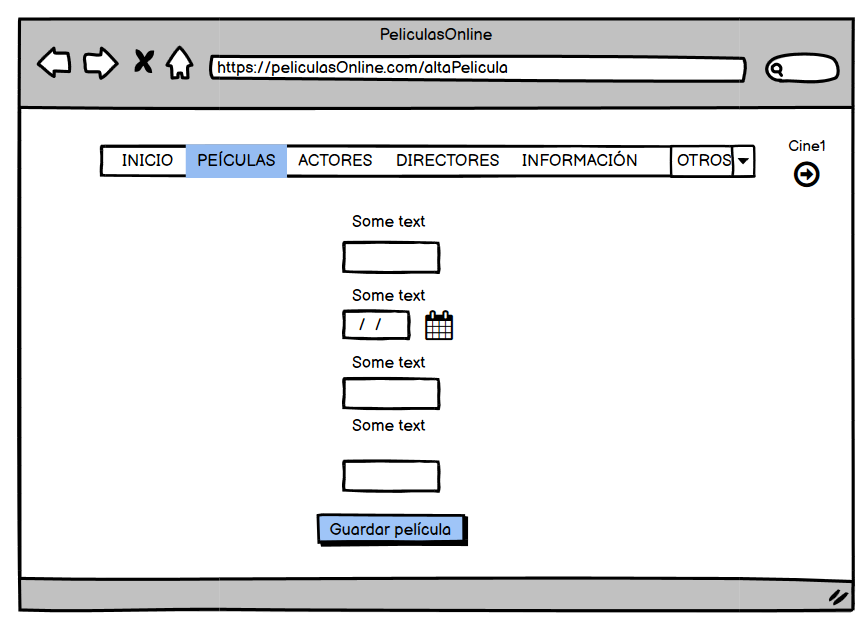 PeliculasOnline
https://peliculasOnline.com/altaPelicula
INICIO PEÍCULAS ACTORES DIRECTORES INFORMACIÓN OTROS
Cine1
Some text
Some text
/ /
Some text
Some text
Guardar película